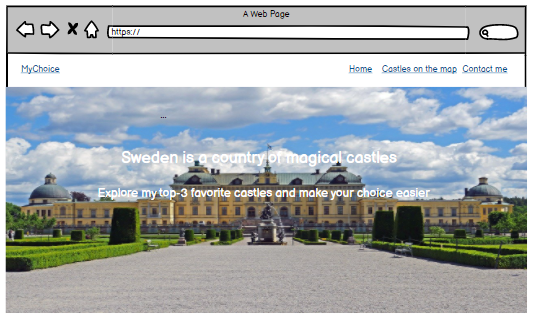 A Web Page
https://
MyChoice
Home Castles on the map Contact me
...
Sweden is a country of magical castles
Explore my top-3 favorite castles and make your choice easier